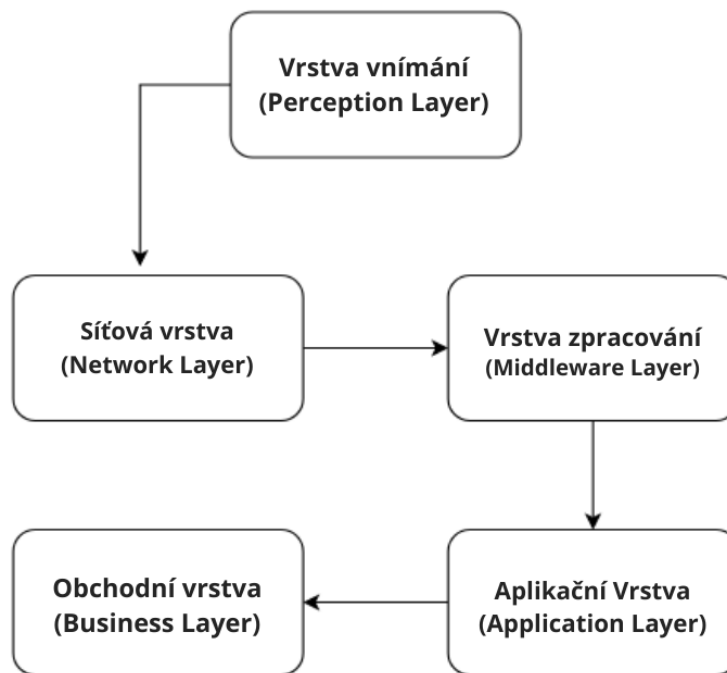 Vrstva vnímání
(Perception Layer)
Síťová vrstva
(Network Layer)
Vrstva zpracování
(Middleware Layer)
Obchodní vrstva
(Business Layer)
Aplikační Vrstva
(Application Layer)